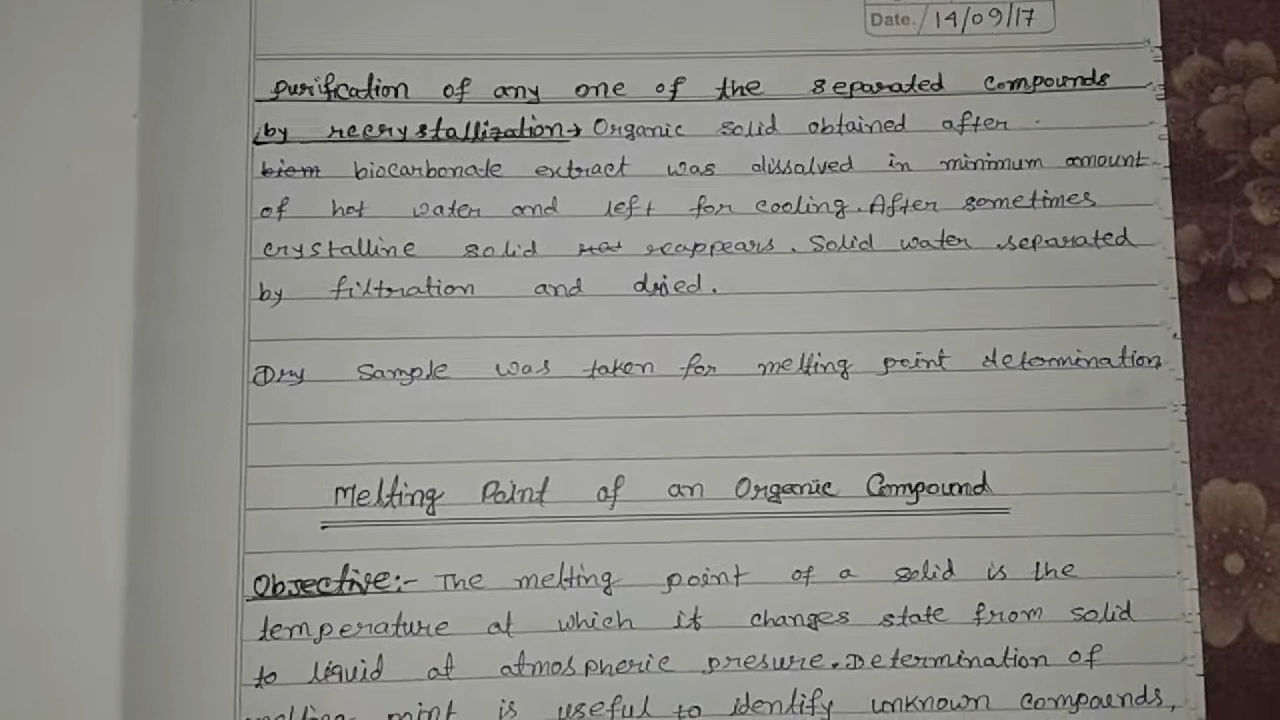 Date. 14/09/17
Purification of any one of the separated compounds
by recrystallization → Organic solid obtained after
biem biocarbonate extract was dissolved in minimum amount
of hot water and left for cooling. After sometimes
crystalline solid reappears. Solid water separated
by filtration and dried.
Dry sample was taken for melting point determination
Melting Point of an Organic Compound
Objective:- The melting point of a solid is the
temperature at which it changes state from solid
to liquid at atmospheric presure. Determination of
melting point is useful to identify unknown compounds,